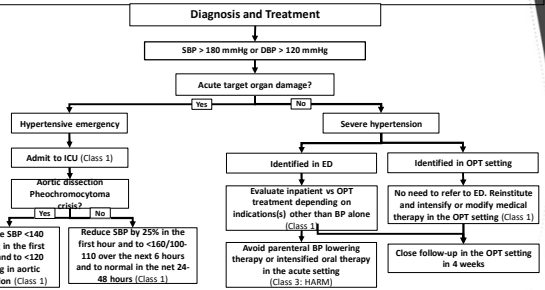 Diagnosis and Treatment
SBP > 180 mmHg or DBP > 120 mmHg
Acute target organ damage?
Yes
No
Hypertensive emergency
Severe hypertension
Admit to ICU (Class 1)
Identified in ED
Identified in OPT setting
Aortic dissection
Pheochromocytoma
crisis?
Evaluate inpatient vs OPT
treatment depending on
indications(s) other than BP alone
(Class 1)
No need to refer to ED. Reinstitute
and intensify or modify medical
therapy in the OPT setting (Class 1)
Yes
No
e SBP <140
g in the first
and to <120
g in aortic
ion (Class 1)
Reduce SBP by 25% in the
first hour and to <160/100-
110 over the next 6 hours
and to normal in the net 24-
48 hours (Class 1)
Avoid parenteral BP lowering
therapy or intensified oral therapy
in the acute setting
(Class 3: HARM)
Close follow-up in the OPT setting
in 4 weeks